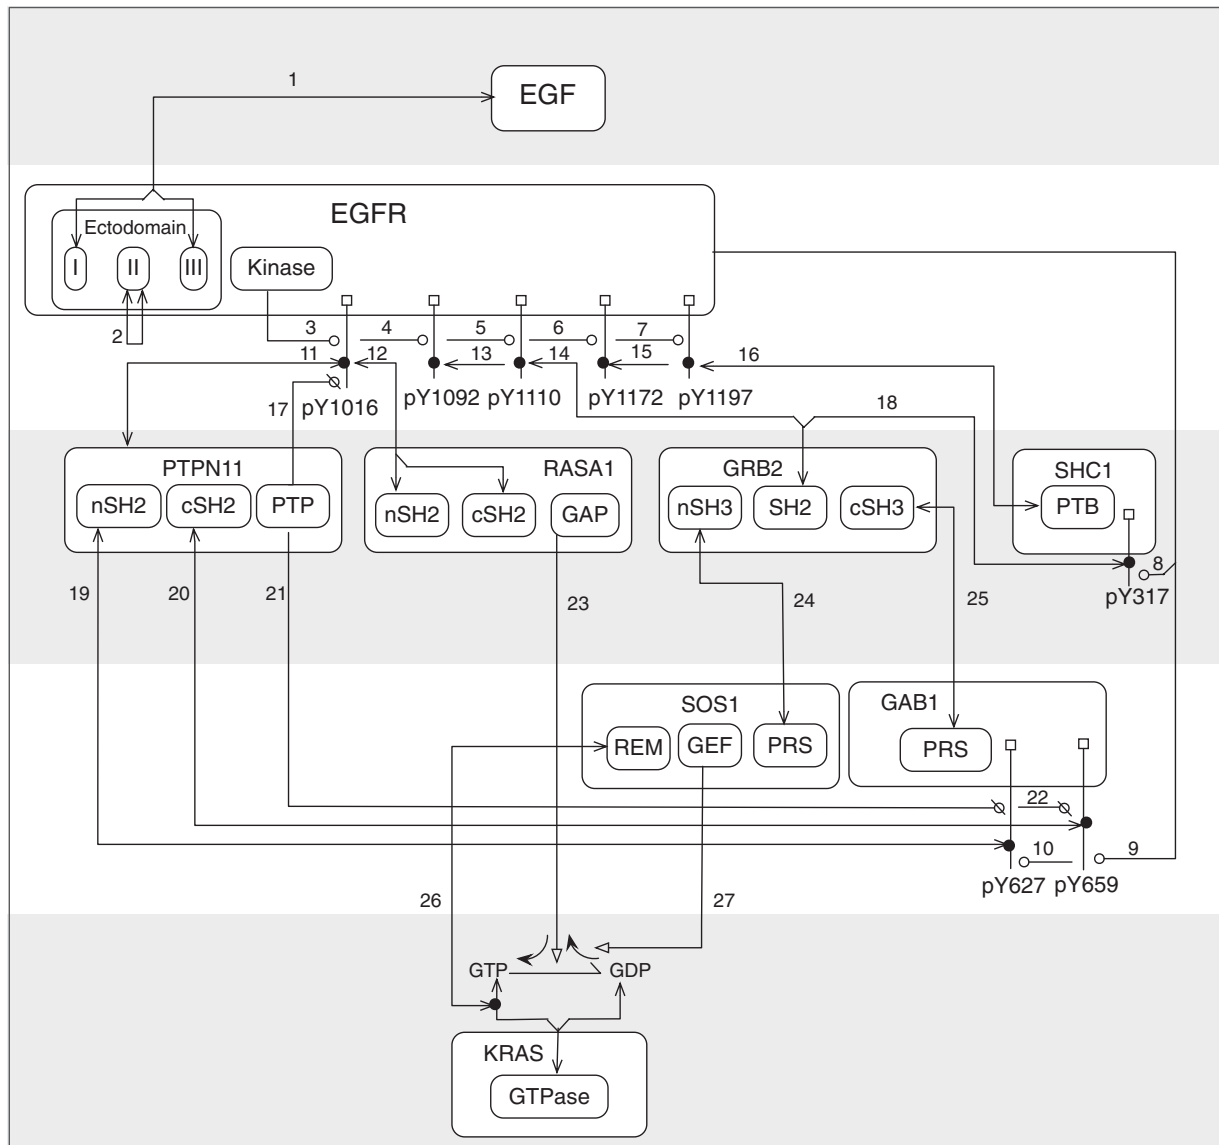 1
EGF
EGFR
Ectodomain
I II III Kinase
2
3 4 5 6 7
11 12 13 14 15 16
17 pY1016 pY1092 pY1110 pY1172 pY1197
18
PTPN11 RASA1 GRB2 SHC1
nSH2 cSH2 PTP nSH2 cSH2 GAP nSH3 SH2 cSH3 PTB
8
19 20 21 23 24 25 pY317
SOS1 GAB1
REM GEF PRS PRS
22
10 9
pY627 pY659
26 27
GTP GDP
KRAS
GTPase